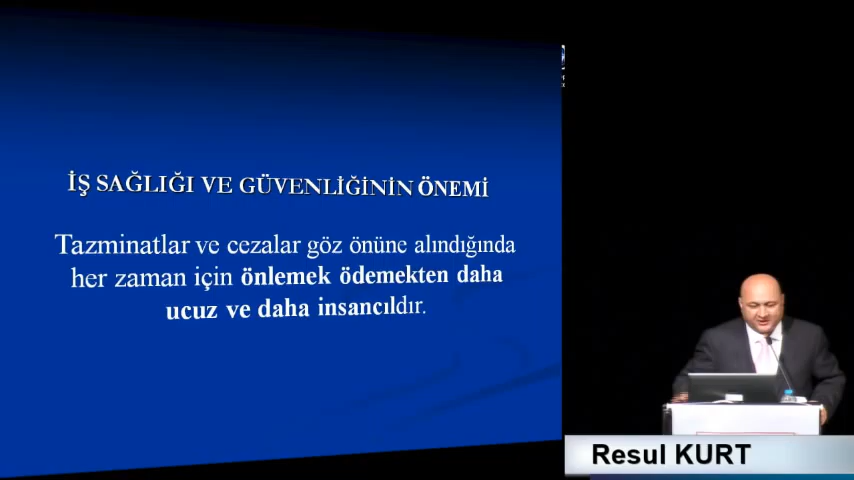 İŞ SAĞLIĞI VE GÜVENLİĞİNİN ÖNEMİ
Tazminatlar ve cezalar göz önüne alındığında
her zaman için önlemek ödemekten daha
ucuz ve daha insancıldır.
Resul KURT